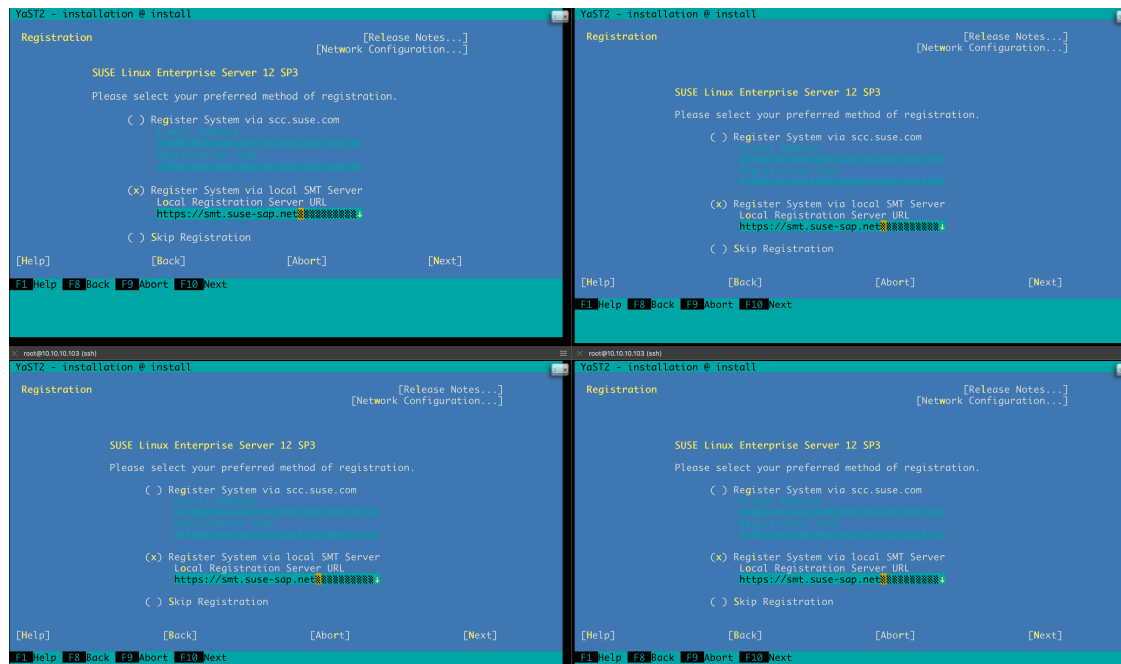 YaST2 - installation @ install
Registration
[Release Notes...]
[Network Configuration...]
SUSE Linux Enterprise Server 12 SP3
Please select your preferred method of registration.
( ) Register System via scc.suse.com
(x) Register System via local SMT Server
Local Registration Server URL
https://smt.suse-sap.net
( ) Skip Registration
[Help] [Back] [Abort] [Next]
F1 Help F8 Back F9 Abort F10 Next
YaST2 - installation @ install
Registration
[Release Notes...]
[Network Configuration...]
SUSE Linux Enterprise Server 12 SP3
Please select your preferred method of registration.
( ) Register System via scc.suse.com
(x) Register System via local SMT Server
Local Registration Server URL
https://smt.suse-sap.net
( ) Skip Registration
[Help] [Back] [Abort] [Next]
F1 Help F8 Back F9 Abort F10 Next
root@10.10.10.103 (ssh)
YaST2 - installation @ install
Registration
[Release Notes...]
[Network Configuration...]
SUSE Linux Enterprise Server 12 SP3
Please select your preferred method of registration.
( ) Register System via scc.suse.com
(x) Register System via local SMT Server
Local Registration Server URL
https://smt.suse-sap.net
( ) Skip Registration
[Help] [Back] [Abort] [Next]
F1 Help F8 Back F9 Abort F10 Next
root@10.10.10.103 (ssh)
YaST2 - installation @ install
Registration
[Release Notes...]
[Network Configuration...]
SUSE Linux Enterprise Server 12 SP3
Please select your preferred method of registration.
( ) Register System via scc.suse.com
(x) Register System via local SMT Server
Local Registration Server URL
https://smt.suse-sap.net
( ) Skip Registration
[Help] [Back] [Abort] [Next]
F1 Help F8 Back F9 Abort F10 Next